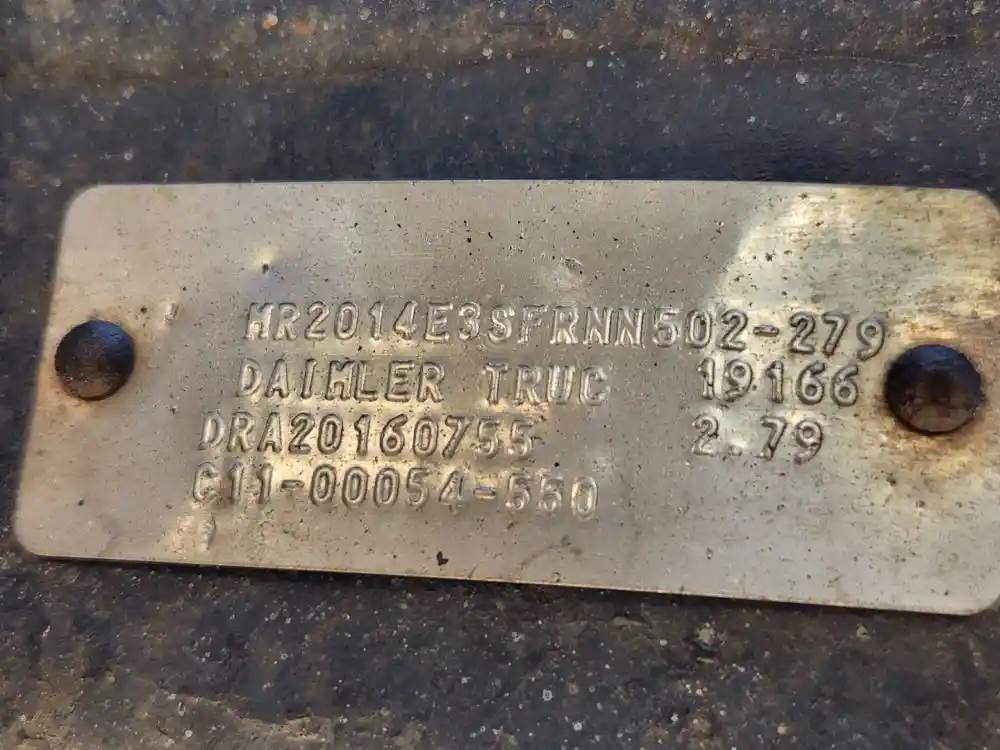 MR2014E3SFRNN502-279
DAIMLER TRUC 19166
DRA20160755 2.79
C11-00054-550